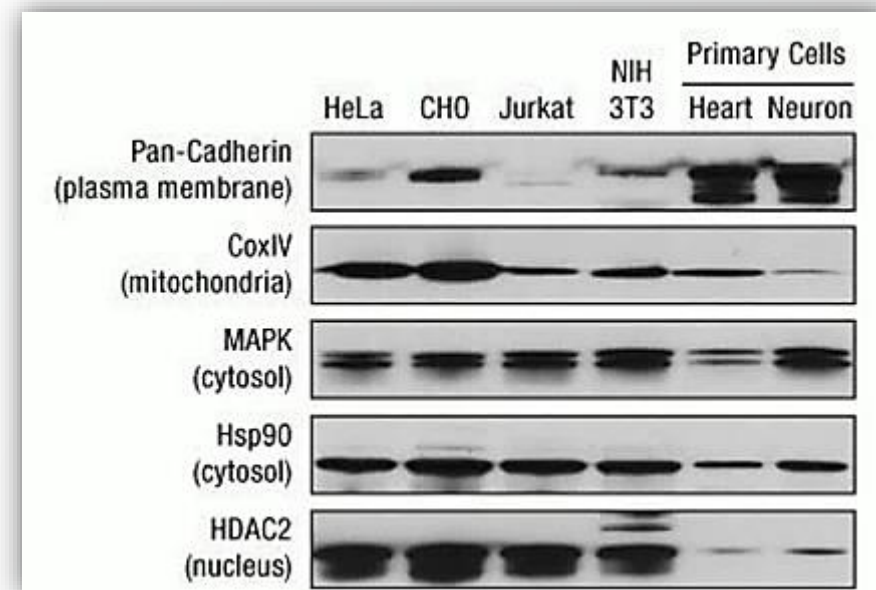 Primary Cells
HeLa CHO Jurkat NIH 3T3 Heart Neuron
Pan-Cadherin
(plasma membrane)
CoxIV
(mitochondria)
MAPK
(cytosol)
Hsp90
(cytosol)
HDAC2
(nucleus)